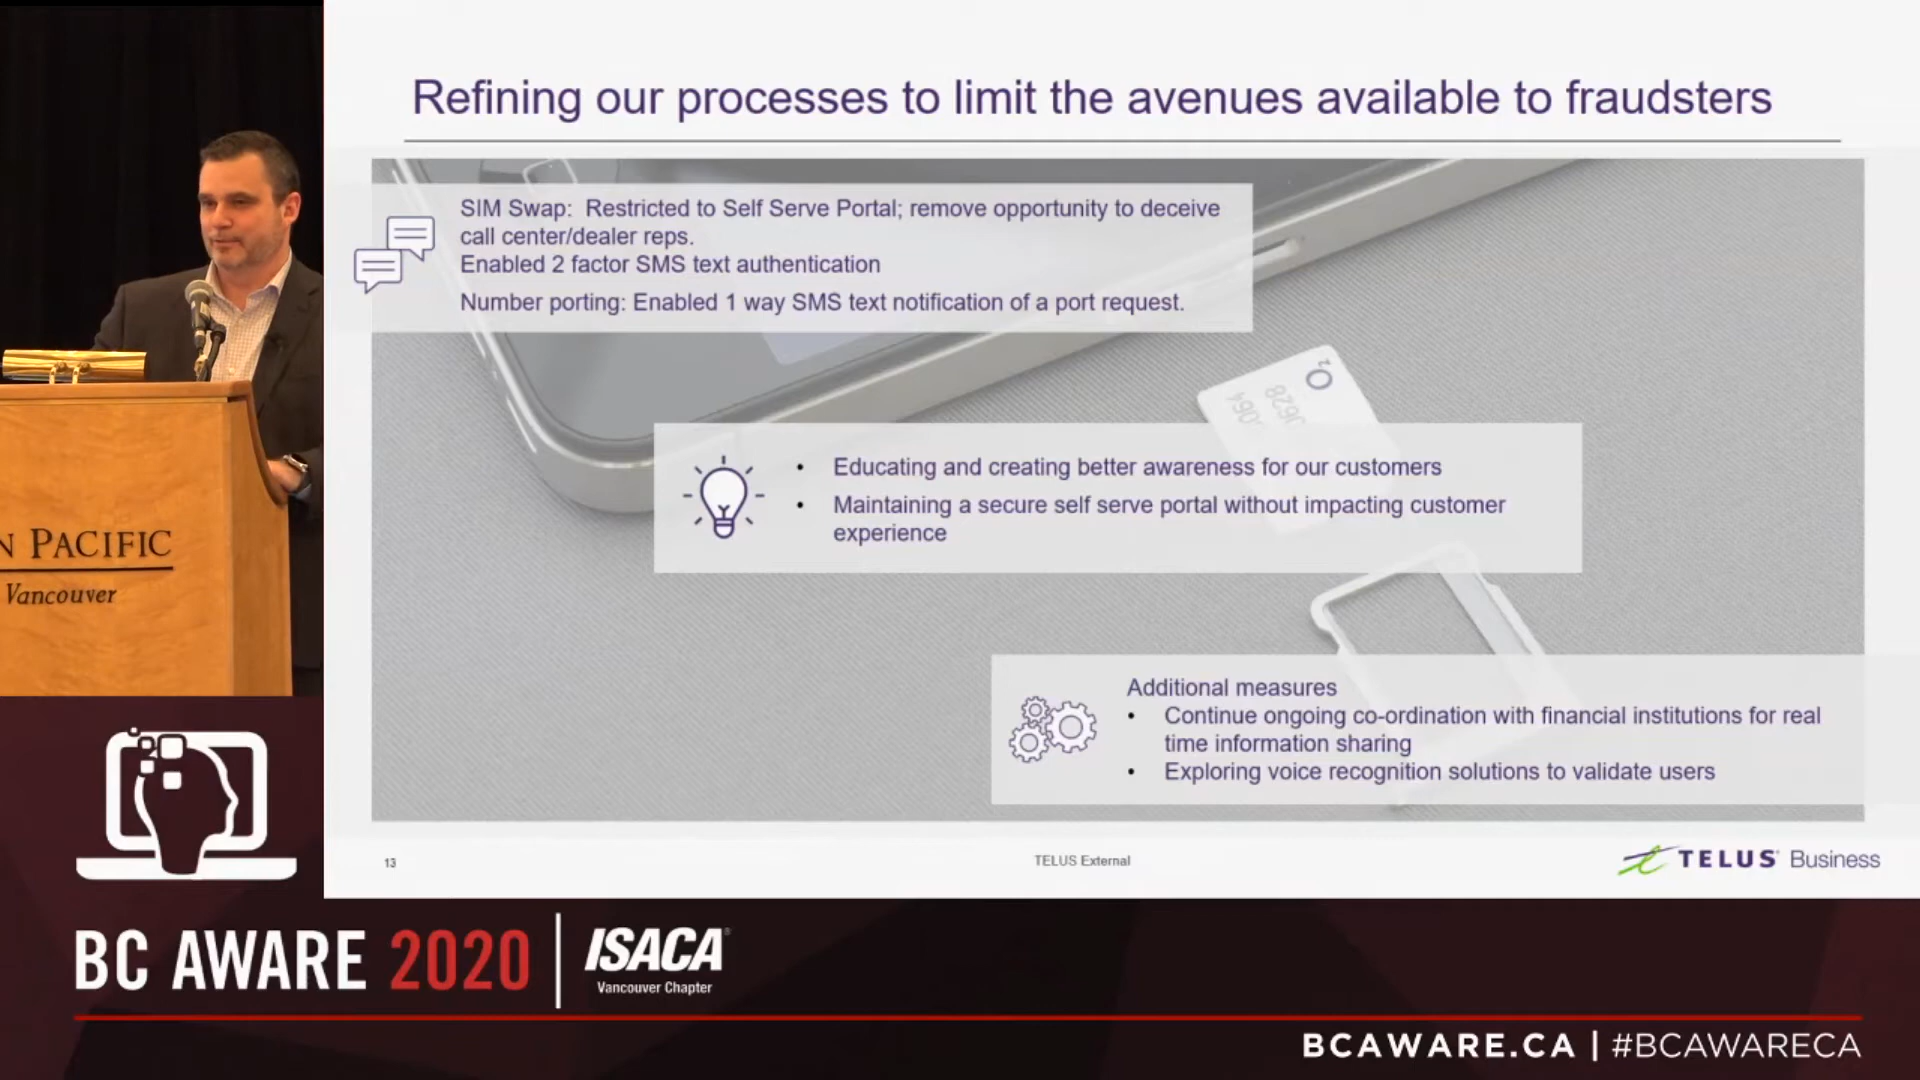 Refining our processes to limit the avenues available to fraudsters
SIM Swap: Restricted to Self Serve Portal; remove opportunity to deceive
call center/dealer reps.
Enabled 2 factor SMS text authentication
Number porting: Enabled 1 way SMS text notification of a port request.
O2
0628
• Educating and creating better awareness for our customers
• Maintaining a secure self serve portal without impacting customer
experience
Additional measures
• Continue ongoing co-ordination with financial institutions for real
time information sharing
• Exploring voice recognition solutions to validate users
13
TELUS External
TELUS Business
N PACIFIC
Vancouver
BC AWARE 2020
ISACA®
Vancouver Chapter
BCAWARE.CA | #BCAWARECA